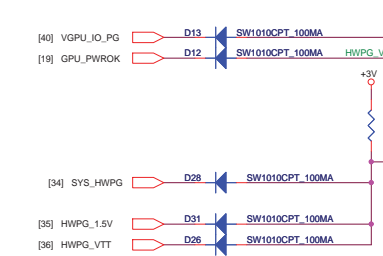 [40] VGPU_IO_PG D13 SW1010CPT_100MA
[19] GPU_PWROK D12 SW1010CPT_100MA HWPG_V
+3V
[34] SYS_HWPG D28 SW1010CPT_100MA
[35] HWPG_1.5V D31 SW1010CPT_100MA
[36] HWPG_VTT D26 SW1010CPT_100MA